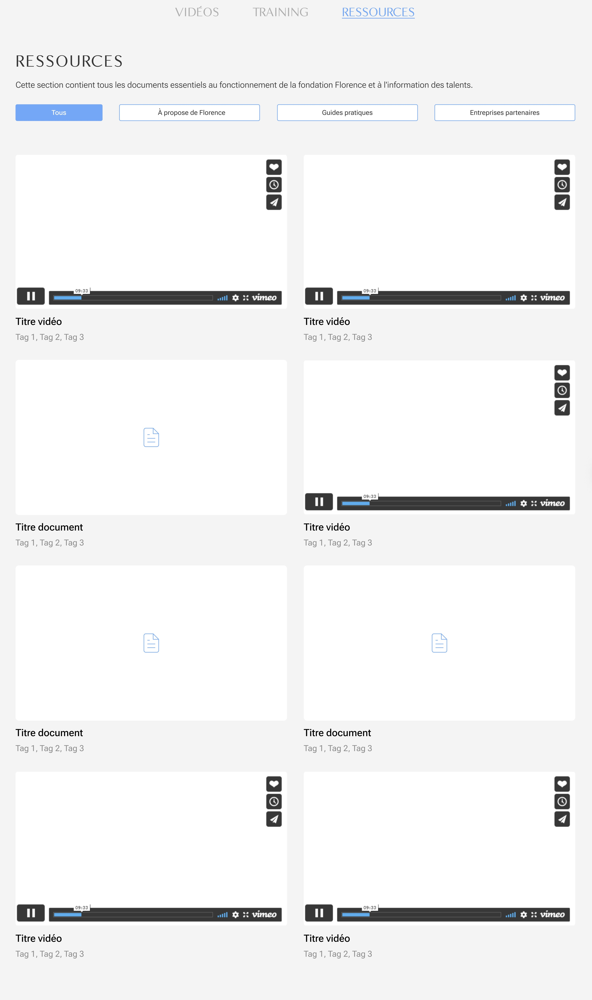 VIDÉOS TRAINING RESSOURCES
RESSOURCES
Cette section contient tous les documents essentiels au fonctionnement de la fondation Florence et à l'information des talents.
Tous À propose de Florence Guides pratiques Entreprises partenaires
09:33 09:33
vimeo vimeo
Titre vidéo Titre vidéo
Tag 1, Tag 2, Tag 3 Tag 1, Tag 2, Tag 3
09:33
vimeo
Titre document Titre vidéo
Tag 1, Tag 2, Tag 3 Tag 1, Tag 2, Tag 3
Titre document Titre document
Tag 1, Tag 2, Tag 3 Tag 1, Tag 2, Tag 3
09:33 09:33
vimeo vimeo
Titre vidéo Titre vidéo
Tag 1, Tag 2, Tag 3 Tag 1, Tag 2, Tag 3